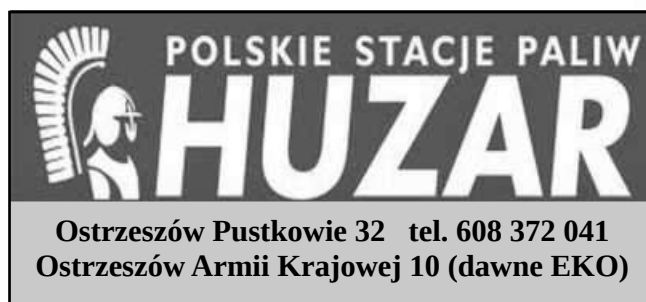 POLSKIE STACJE PALIW
HUZAR
Ostrzeszów Pustkowie 32 tel. 608 372 041
Ostrzeszów Armii Krajowej 10 (dawne EKO)